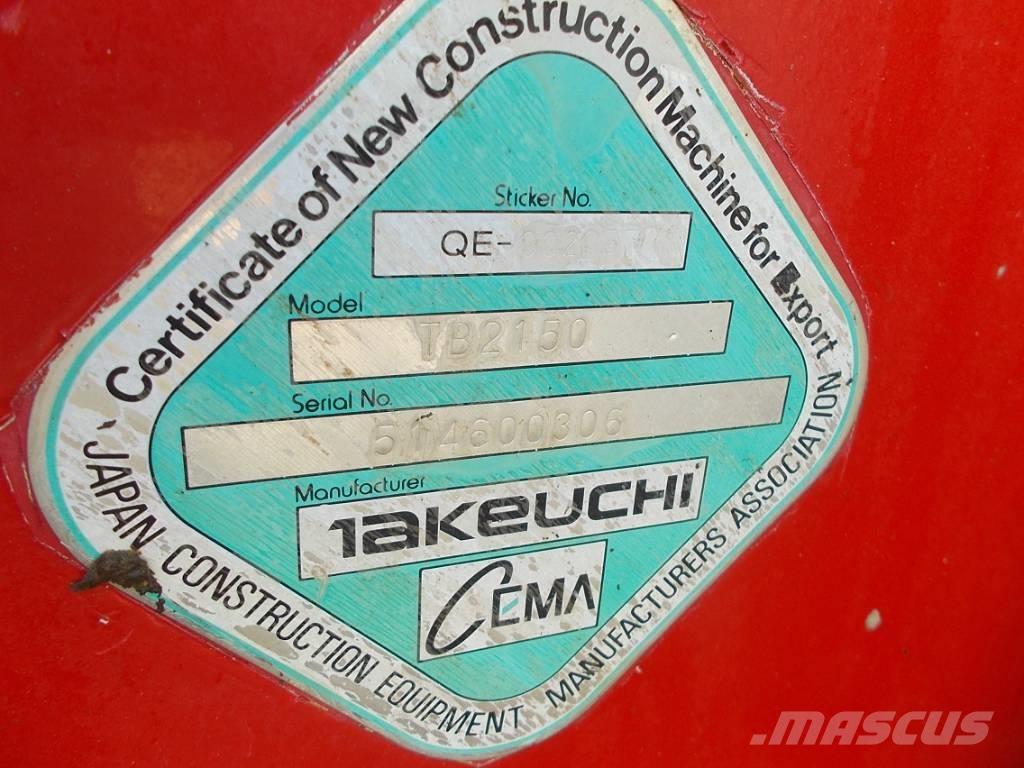 Certificate of New Construction Machine for Export
Sticker No.
QE-
Model
TB2150
Serial No.
514600306
Manufacturer
TAKEUCHI
CEMA
JAPAN CONSTRUCTION EQUIPMENT MANUFACTURERS ASSOCIATION
.MASCUS